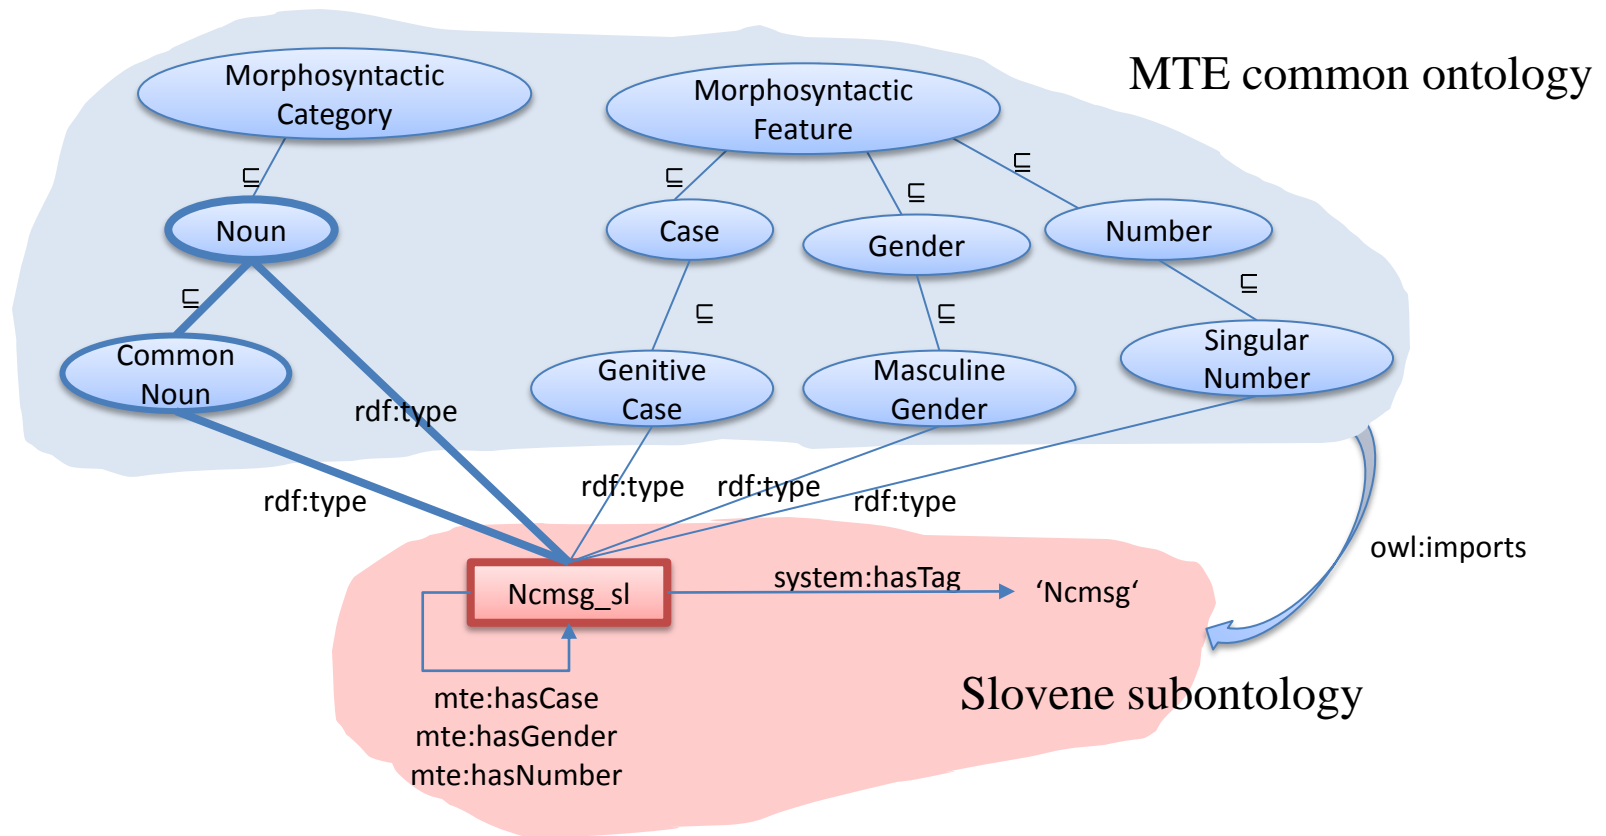 MTE common ontology
Morphosyntactic
Category
Morphosyntactic
Feature
⊑
⊑
⊑
⊑
Noun
Case
Gender
Number
⊑
⊑
⊑
⊑
Common
Noun
Genitive
Case
Masculine
Gender
Singular
Number
rdf:type
rdf:type
rdf:type
rdf:type
rdf:type
owl:imports
Ncmsg_sl
system:hasTag
‘Ncmsg‘
mte:hasCase
mte:hasGender
mte:hasNumber
Slovene subontology